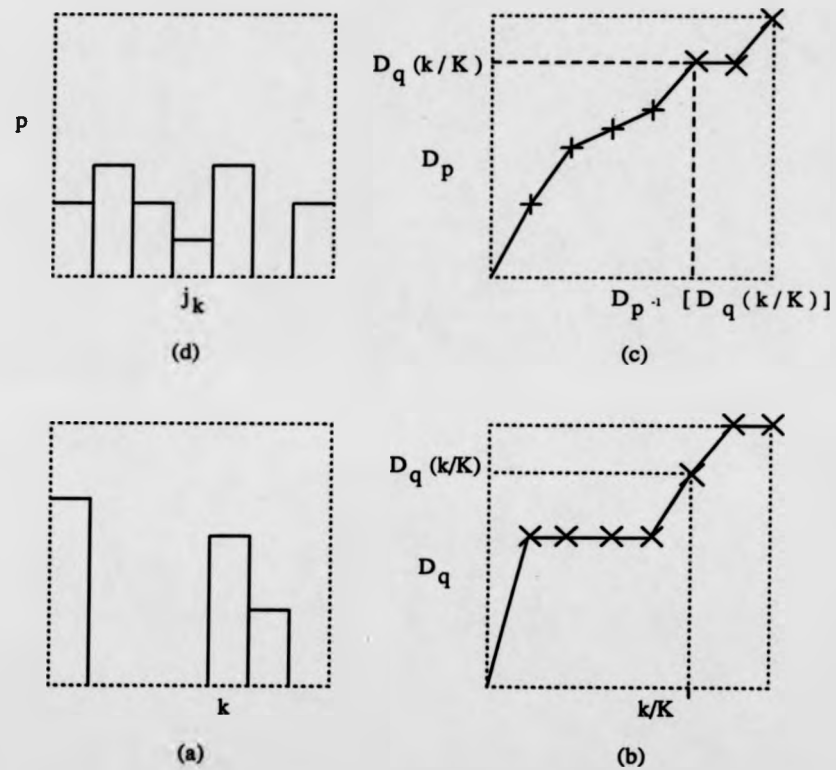 p
j_k
(d)
D_q (k/K)
D_p
D_p^-1 [D_q (k/K)]
(c)
k
(a)
D_q (k/K)
D_q
k/K
(b)